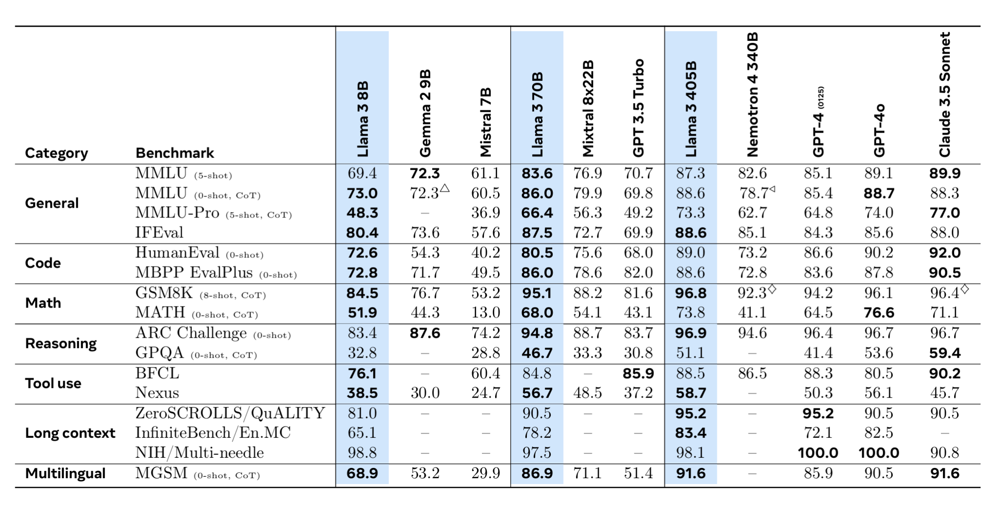 Category Benchmark Llama 3 8B Gemma 2 9B Mistral 7B Llama 3 70B Mixtral 8x22B GPT 3.5 Turbo Llama 3 405B Nemotron 4 340B GPT-4 (0125) GPT-4o Claude 3.5 Sonnet
General MMLU (5-shot) 69.4 72.3 61.1 83.6 76.9 70.7 87.3 82.6 85.1 89.1 89.9
MMLU (0-shot, CoT) 73.0 72.3△ 60.5 86.0 79.9 69.8 88.6 78.7◁ 85.4 88.7 88.3
MMLU-Pro (5-shot, CoT) 48.3 – 36.9 66.4 56.3 49.2 73.3 62.7 64.8 74.0 77.0
IFEval 80.4 73.6 57.6 87.5 72.7 69.9 88.6 85.1 84.3 85.6 88.0
Code HumanEval (0-shot) 72.6 54.3 40.2 80.5 75.6 68.0 89.0 73.2 86.6 90.2 92.0
MBPP EvalPlus (0-shot) 72.8 71.7 49.5 86.0 78.6 82.0 88.6 72.8 83.6 87.8 90.5
Math GSM8K (8-shot, CoT) 84.5 76.7 53.2 95.1 88.2 81.6 96.8 92.3◇ 94.2 96.1 96.4◇
MATH (0-shot, CoT) 51.9 44.3 13.0 68.0 54.1 43.1 73.8 41.1 64.5 76.6 71.1
Reasoning ARC Challenge (0-shot) 83.4 87.6 74.2 94.8 88.7 83.7 96.9 94.6 96.4 96.7 96.7
GPQA (0-shot, CoT) 32.8 – 28.8 46.7 33.3 30.8 51.1 – 41.4 53.6 59.4
Tool use BFCL 76.1 – 60.4 84.8 – 85.9 88.5 86.5 88.3 80.5 90.2
Nexus 38.5 30.0 24.7 56.7 48.5 37.2 58.7 – 50.3 56.1 45.7
Long context ZeroSCROLLS/QuALITY 81.0 – – 90.5 – – 95.2 – 95.2 90.5 90.5
InfiniteBench/En.MC 65.1 – – 78.2 – – 83.4 – 72.1 82.5 –
NIH/Multi-needle 98.8 – – 97.5 – – 98.1 – 100.0 100.0 90.8
Multilingual MGSM (0-shot, CoT) 68.9 53.2 29.9 86.9 71.1 51.4 91.6 – 85.9 90.5 91.6